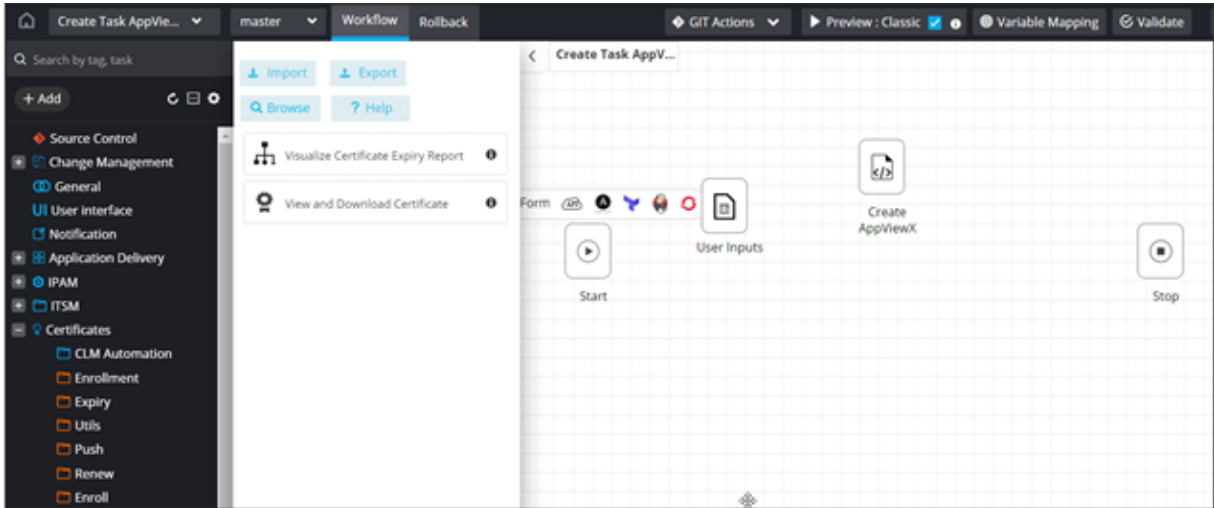 Create Task AppVie...
master
Workflow
Rollback
GIT Actions
Preview : Classic
Variable Mapping
Validate
Search by tag, task
+ Add
Source Control
Change Management
General
UI User interface
Notification
Application Delivery
IPAM
ITSM
Certificates
CLM Automation
Enrollment
Expiry
Utils
Push
Renew
Enroll
Import
Export
Browse
? Help
Visualize Certificate Expiry Report
View and Download Certificate
Create Task AppV...
Form
API
User Inputs
Create
AppViewX
Start
Stop